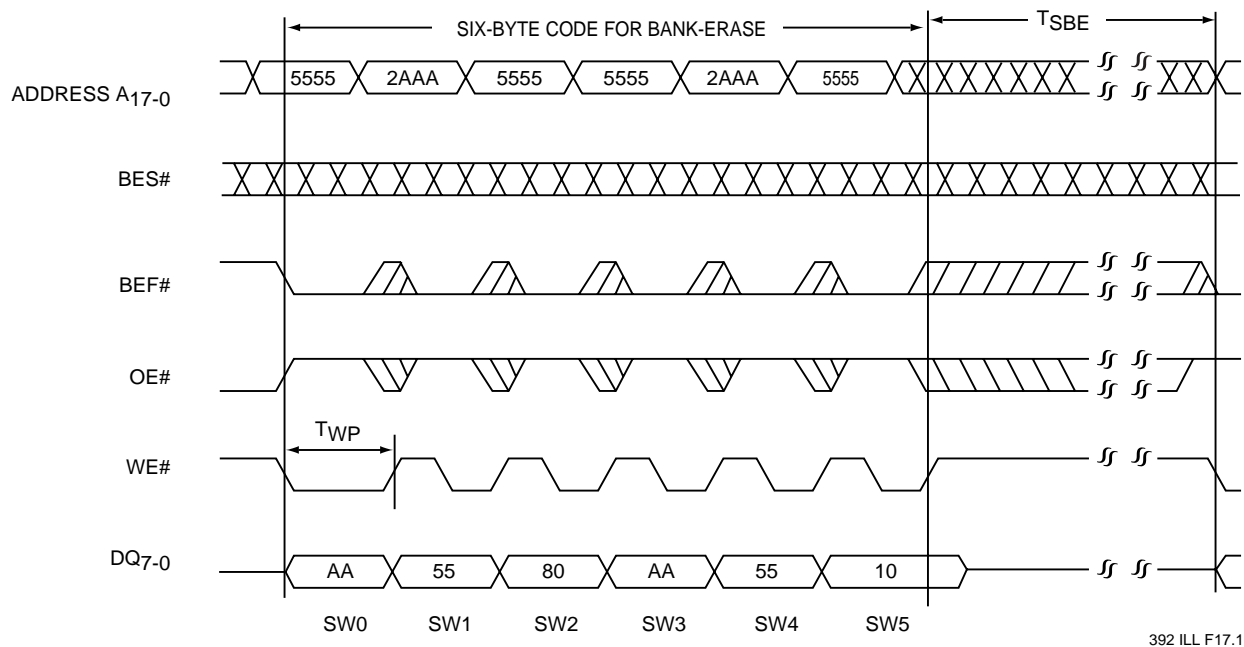 SIX-BYTE CODE FOR BANK-ERASE TSBE
ADDRESS A17-0 5555 2AAA 5555 5555 2AAA 5555
BES#
BEF#
OE#
TWP
WE#
DQ7-0 AA 55 80 AA 55 10
SW0 SW1 SW2 SW3 SW4 SW5
392 ILL F17.1